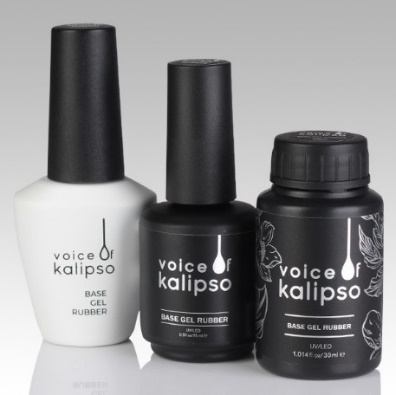 voice of
kalipso
BASE
GEL
RUBBER
voice of
kalipso
BASE GEL RUBBER
UV/LED
voice of
kalipso
BASE GEL RUBBER
UV/LED
1.014 fl.oz/30 ml ℮